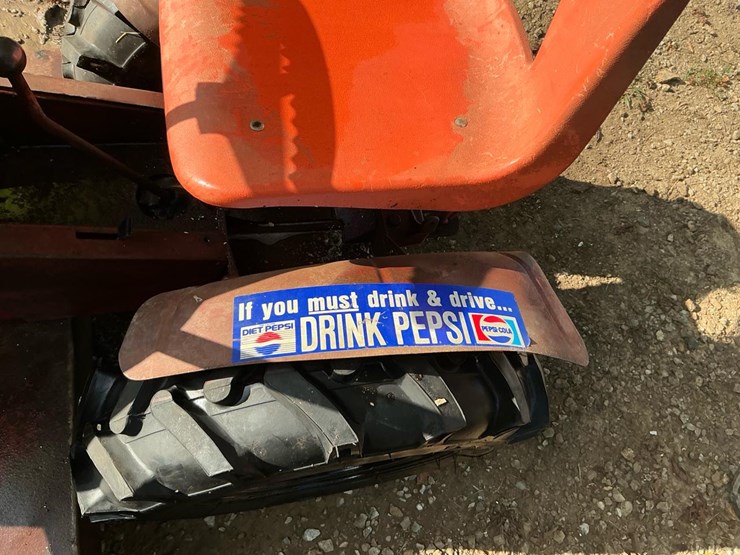 If you must drink & drive...
DIET PEPSI
DRINK PEPSI
PEPSI-COLA